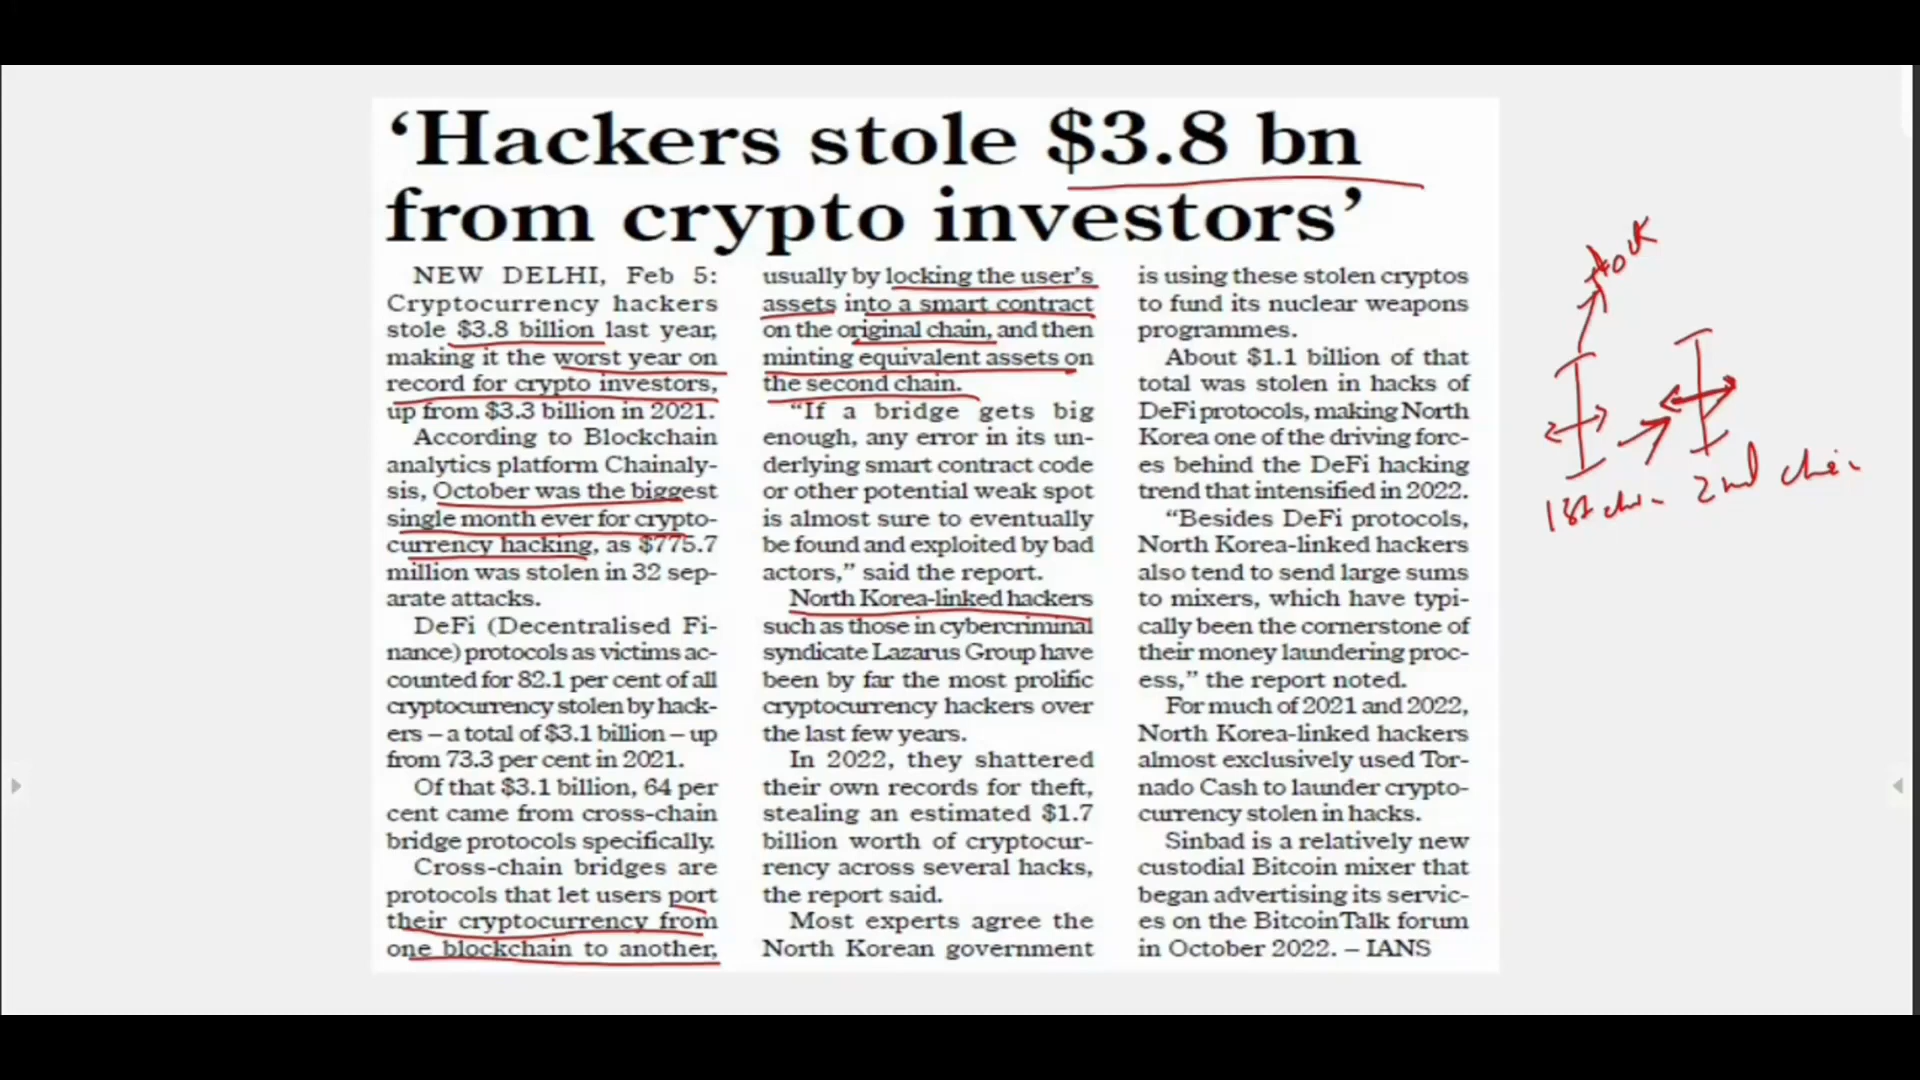 ‘Hackers stole $3.8 bn
from crypto investors’
NEW DELHI, Feb 5:
Cryptocurrency hackers
stole $3.8 billion last year,
making it the worst year on
record for crypto investors,
up from $3.3 billion in 2021.
According to Blockchain
analytics platform Chainaly-
sis, October was the biggest
single month ever for crypto-
currency hacking, as $775.7
million was stolen in 32 sep-
arate attacks.
DeFi (Decentralised Fi-
nance) protocols as victims ac-
counted for 82.1 per cent of all
cryptocurrency stolen by hack-
ers – a total of $3.1 billion – up
from 73.3 per cent in 2021.
Of that $3.1 billion, 64 per
cent came from cross-chain
bridge protocols specifically.
Cross-chain bridges are
protocols that let users port
their cryptocurrency from
one blockchain to another,
usually by locking the user’s
assets into a smart contract
on the original chain, and then
minting equivalent assets on
the second chain.
“If a bridge gets big
enough, any error in its un-
derlying smart contract code
or other potential weak spot
is almost sure to eventually
be found and exploited by bad
actors,” said the report.
North Korea-linked hackers
such as those in cybercriminal
syndicate Lazarus Group have
been by far the most prolific
cryptocurrency hackers over
the last few years.
In 2022, they shattered
their own records for theft,
stealing an estimated $1.7
billion worth of cryptocur-
rency across several hacks,
the report said.
Most experts agree the
North Korean government
is using these stolen cryptos
to fund its nuclear weapons
programmes.
About $1.1 billion of that
total was stolen in hacks of
DeFi protocols, making North
Korea one of the driving forc-
es behind the DeFi hacking
trend that intensified in 2022.
“Besides DeFi protocols,
North Korea-linked hackers
also tend to send large sums
to mixers, which have typi-
cally been the cornerstone of
their money laundering proc-
ess,” the report noted.
For much of 2021 and 2022,
North Korea-linked hackers
almost exclusively used Tor-
nado Cash to launder crypto-
currency stolen in hacks.
Sinbad is a relatively new
custodial Bitcoin mixer that
began advertising its servic-
es on the BitcoinTalk forum
in October 2022. – IANS
1st
2nd